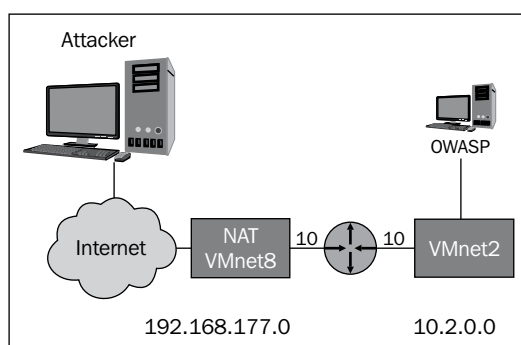 Attacker
OWASP
Internet
NAT
VMnet8
10
10
VMnet2
192.168.177.0
10.2.0.0